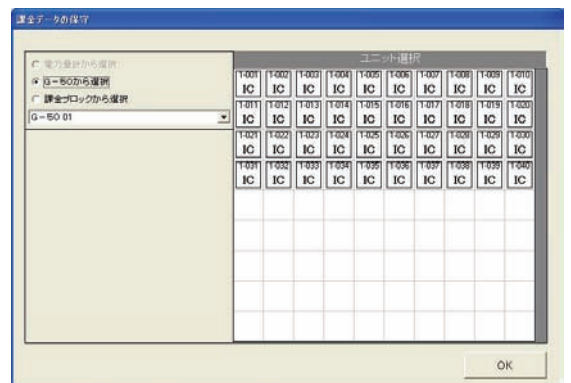 課金データの保守
電力量計から選択
G-50から選択
課金ブロックから選択
G-50 01
ユニット選択
1-001 1-002 1-003 1-004 1-005 1-006 1-007 1-008 1-009 1-010
IC IC IC IC IC IC IC IC IC IC
1-011 1-012 1-013 1-014 1-015 1-016 1-017 1-018 1-019 1-020
IC IC IC IC IC IC IC IC IC IC
1-021 1-022 1-023 1-024 1-025 1-026 1-027 1-028 1-029 1-030
IC IC IC IC IC IC IC IC IC IC
1-031 1-032 1-033 1-034 1-035 1-036 1-037 1-038 1-039 1-040
IC IC IC IC IC IC IC IC IC IC
OK